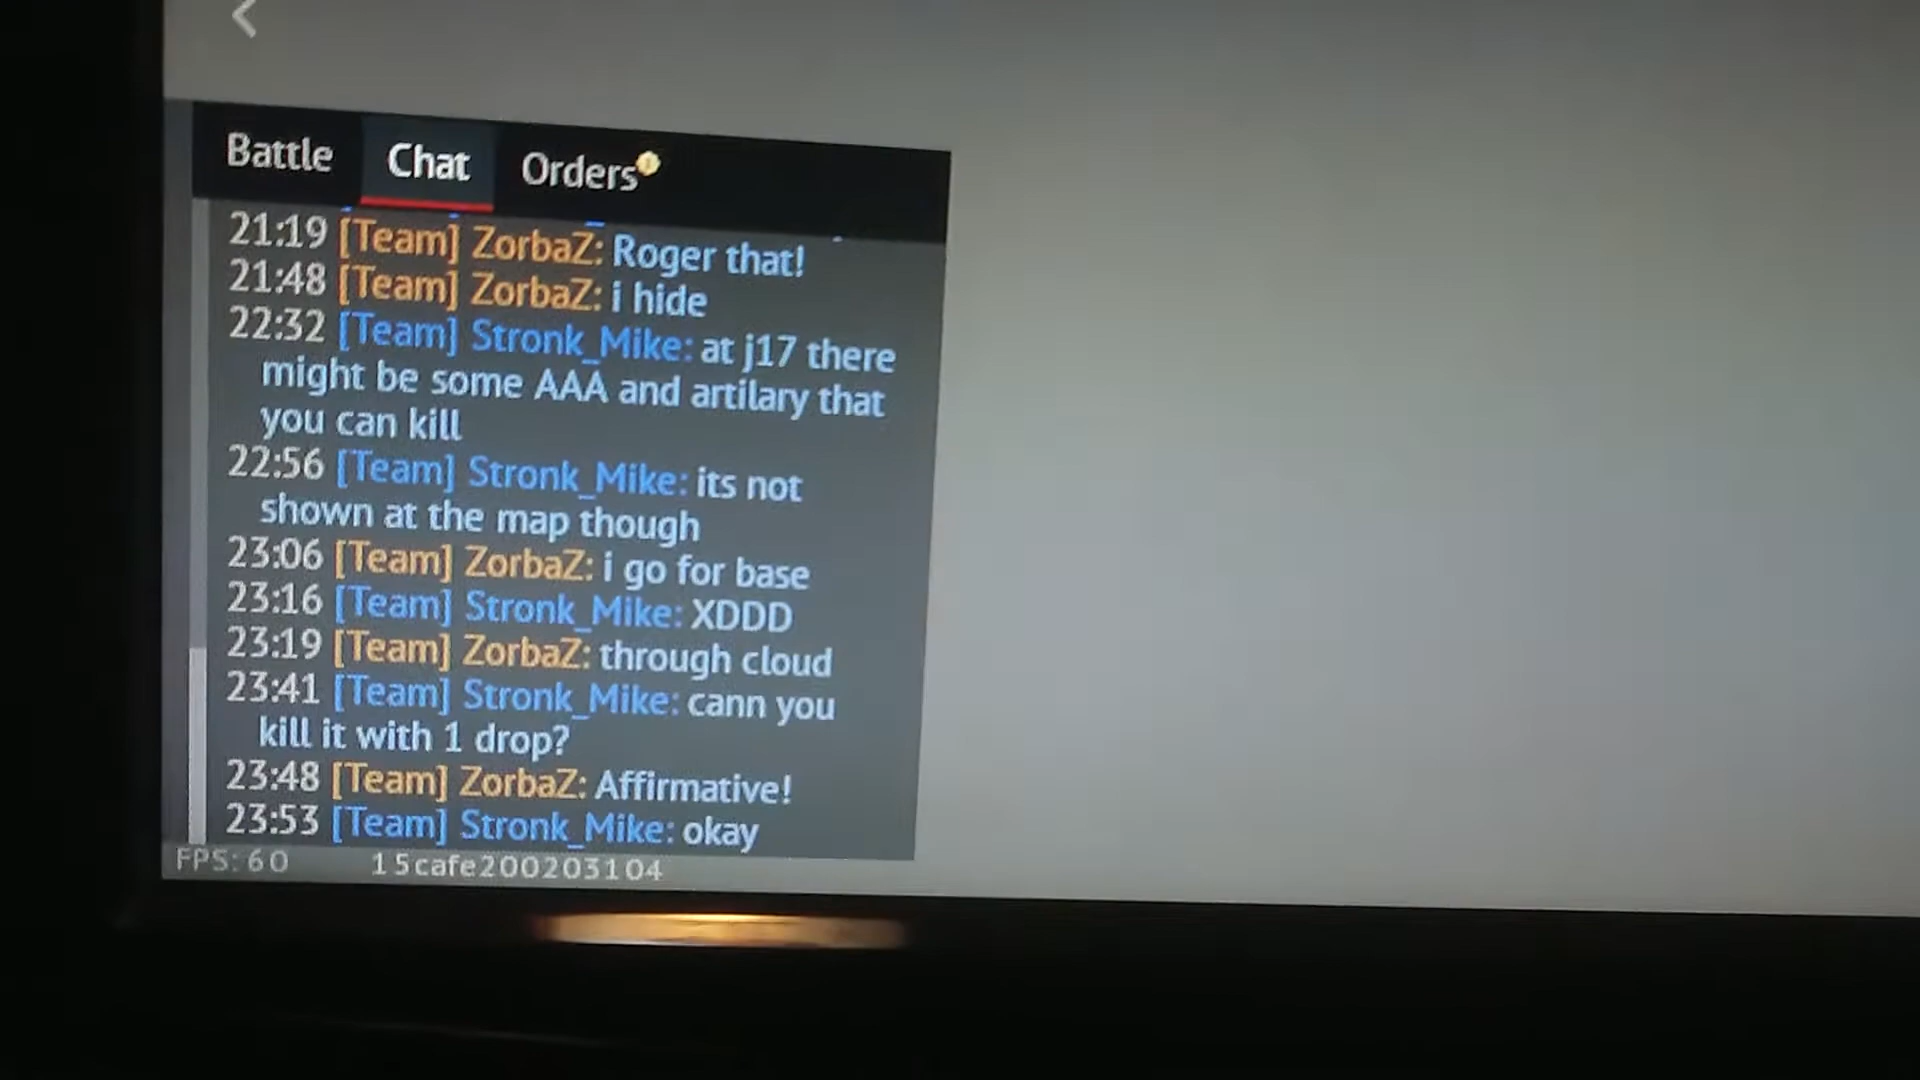 Battle Chat Orders
21:19 [Team] ZorbaZ: Roger that!
21:48 [Team] ZorbaZ: i hide
22:32 [Team] Stronk_Mike: at j17 there
might be some AAA and artilary that
you can kill
22:56 [Team] Stronk_Mike: its not
shown at the map though
23:06 [Team] ZorbaZ: i go for base
23:16 [Team] Stronk_Mike: XDDD
23:19 [Team] ZorbaZ: through cloud
23:41 [Team] Stronk_Mike: cann you
kill it with 1 drop?
23:48 [Team] ZorbaZ: Affirmative!
23:53 [Team] Stronk_Mike: okay
FPS: 60 15cafe200203104